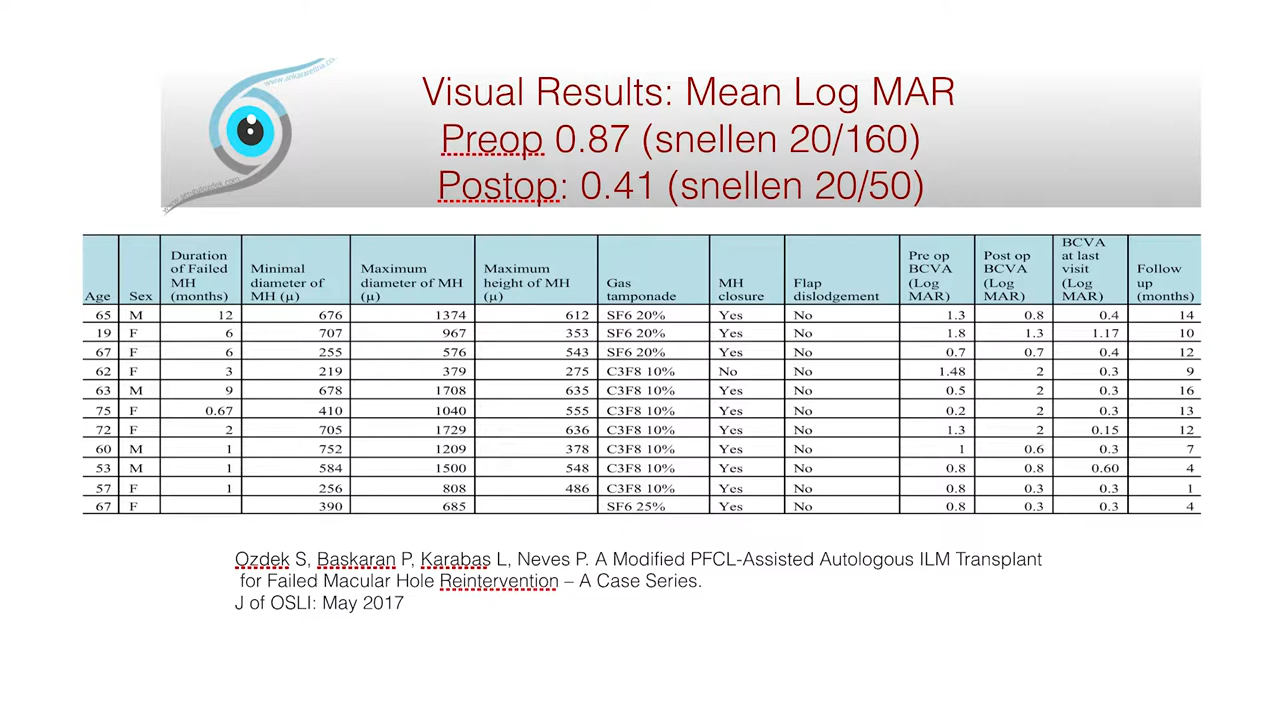 www.ankararetina.co
www.sengulozdek.com
Visual Results: Mean Log MAR
Preop 0.87 (snellen 20/160)
Postop: 0.41 (snellen 20/50)
Age Sex Duration of Failed MH (months) Minimal diameter of MH (µ) Maximum diameter of MH (µ) Maximum height of MH (µ) Gas tamponade MH closure Flap dislodgement Pre op BCVA (Log MAR) Post op BCVA (Log MAR) BCVA at last visit (Log MAR) Follow up (months)
65 M 12 676 1374 612 SF6 20% Yes No 1.3 0.8 0.4 14
19 F 6 707 967 353 SF6 20% Yes No 1.8 1.3 1.17 10
67 F 6 255 576 543 SF6 20% Yes No 0.7 0.7 0.4 12
62 F 3 219 379 275 C3F8 10% No No 1.48 2 0.3 9
63 M 9 678 1708 635 C3F8 10% Yes No 0.5 2 0.3 16
75 F 0.67 410 1040 555 C3F8 10% Yes No 0.2 2 0.3 13
72 F 2 705 1729 636 C3F8 10% Yes No 1.3 2 0.15 12
60 M 1 752 1209 378 C3F8 10% Yes No 1 0.6 0.3 7
53 M 1 584 1500 548 C3F8 10% Yes No 0.8 0.8 0.60 4
57 F 1 256 808 486 C3F8 10% Yes No 0.8 0.3 0.3 1
67 F 390 685 SF6 25% Yes No 0.8 0.3 0.3 4
Ozdek S, Baskaran P, Karabas L, Neves P. A Modified PFCL-Assisted Autologous ILM Transplant
for Failed Macular Hole Reintervention – A Case Series.
J of OSLI: May 2017